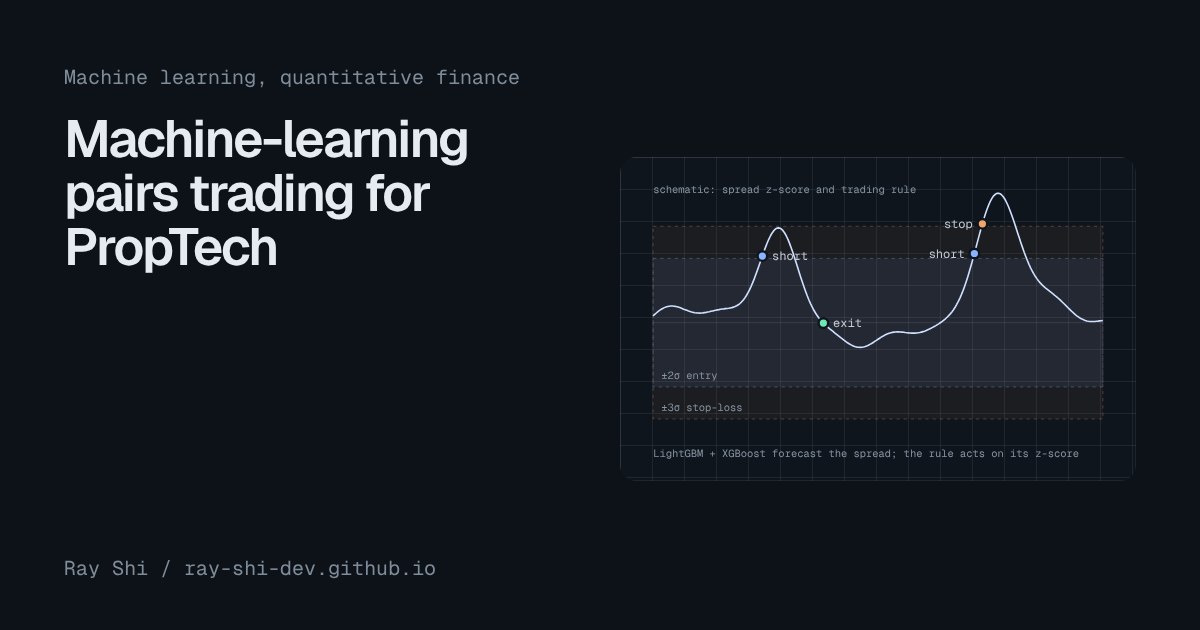 Machine learning, quantitative finance
Machine-learning
pairs trading for
PropTech
schematic: spread z-score and trading rule
stop
short
short
exit
±2σ entry
±3σ stop-loss
LightGBM + XGBoost forecast the spread; the rule acts on its z-score
Ray Shi / ray-shi-dev.github.io